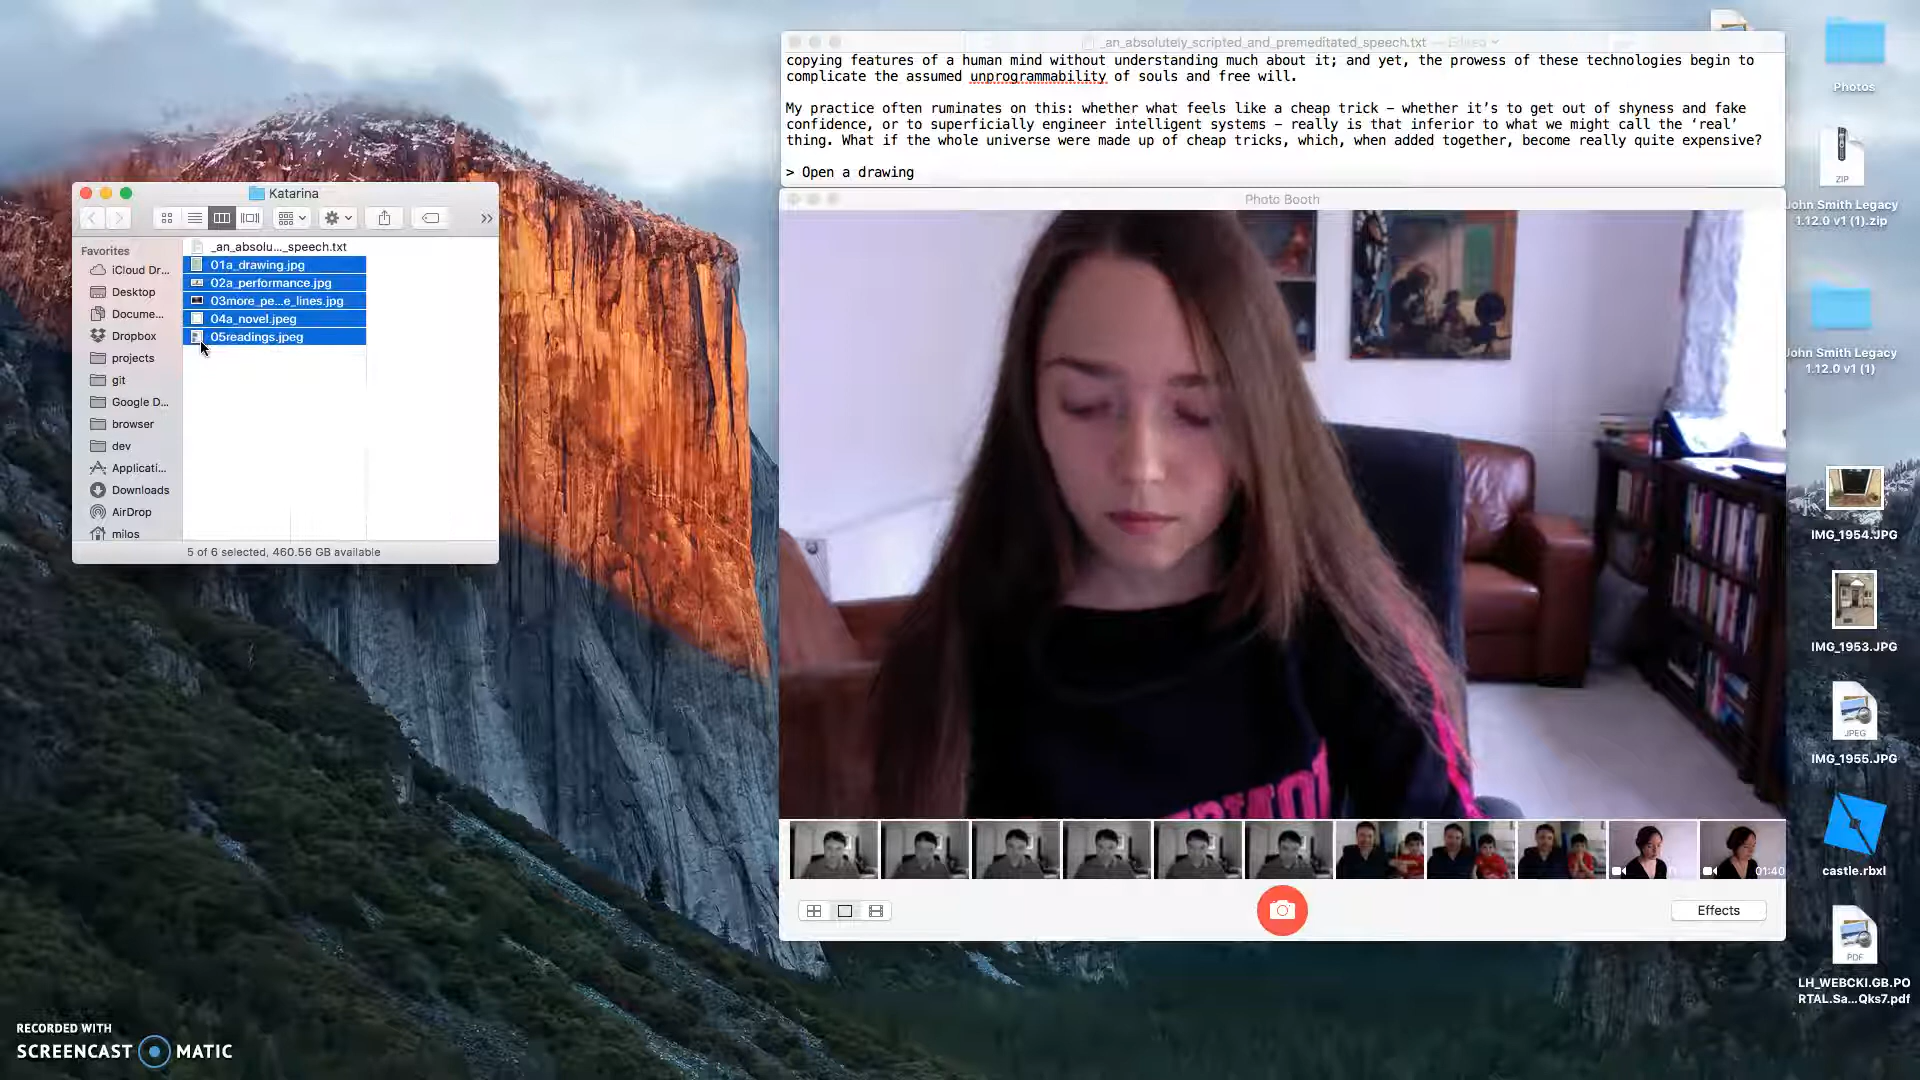 _an_absolutely_scripted_and_premeditated_speech.txt — Edited
copying features of a human mind without understanding much about it; and yet, the prowess of these technologies begin to
complicate the assumed unprogrammability of souls and free will.
My practice often ruminates on this: whether what feels like a cheap trick – whether it’s to get out of shyness and fake
confidence, or to superficially engineer intelligent systems – really is that inferior to what we might call the ‘real’
thing. What if the whole universe were made up of cheap tricks, which, when added together, become really quite expensive?
> Open a drawing
Katarina
Favorites
iCloud Dr...
Desktop
Docume...
Dropbox
projects
git
Google D...
browser
dev
Applicati...
Downloads
AirDrop
milos
_an_absolu..._speech.txt
01a_drawing.jpg
02a_performance.jpg
03more_pe...e_lines.jpg
04a_novel.jpeg
05readings.jpeg
5 of 6 selected, 460.56 GB available
Photo Booth
01:40
Effects
Photos
ZIP
John Smith Legacy
1.12.0 v1 (1).zip
John Smith Legacy
1.12.0 v1 (1)
IMG_1954.JPG
IMG_1953.JPG
JPEG
IMG_1955.JPG
castle.rbxl
PDF
LH_WEBCKI.GB.PO
RTAL.Sa...Qks7.pdf
RECORDED WITH
SCREENCAST MATIC